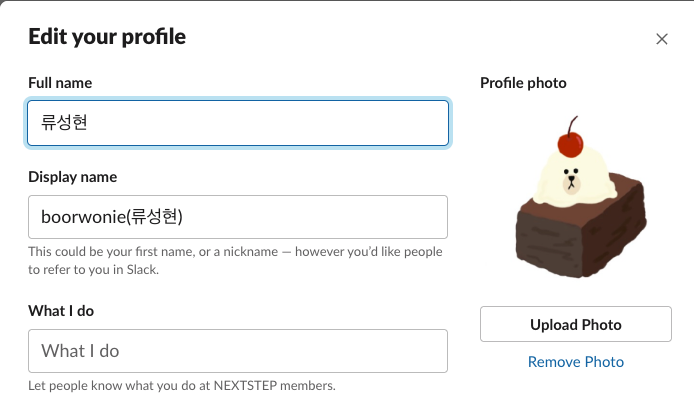 Edit your profile
Full name
류성현
Display name
boorwonie(류성현)
This could be your first name, or a nickname — however you’d like people
to refer to you in Slack.
What I do
What I do
Let people know what you do at NEXTSTEP members.
Profile photo
Upload Photo
Remove Photo